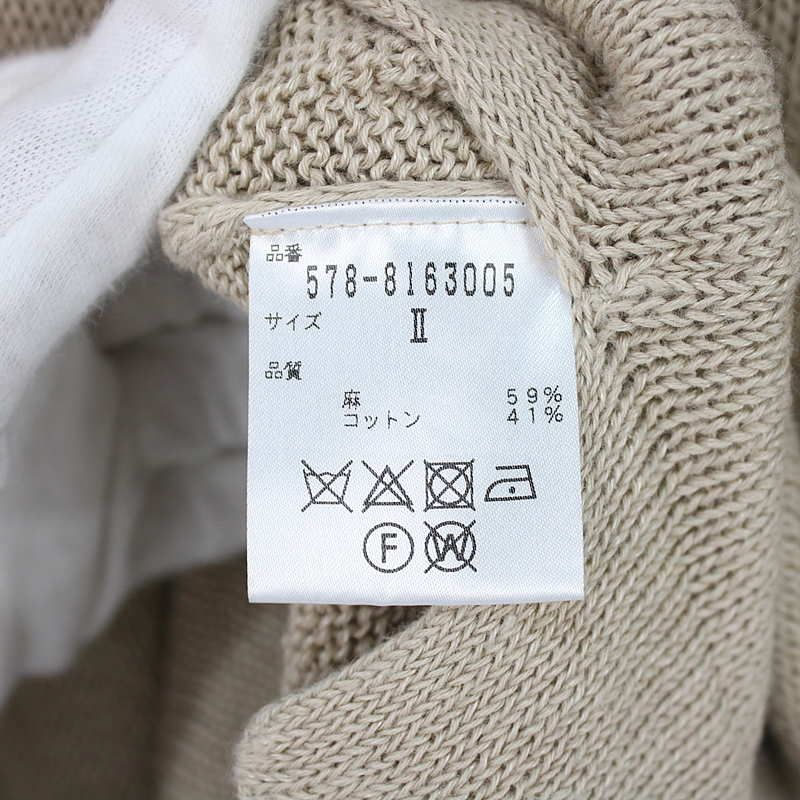 品番
578-8163005
サイズ
Ⅱ
品質
麻 59%
コットン 41%
F W